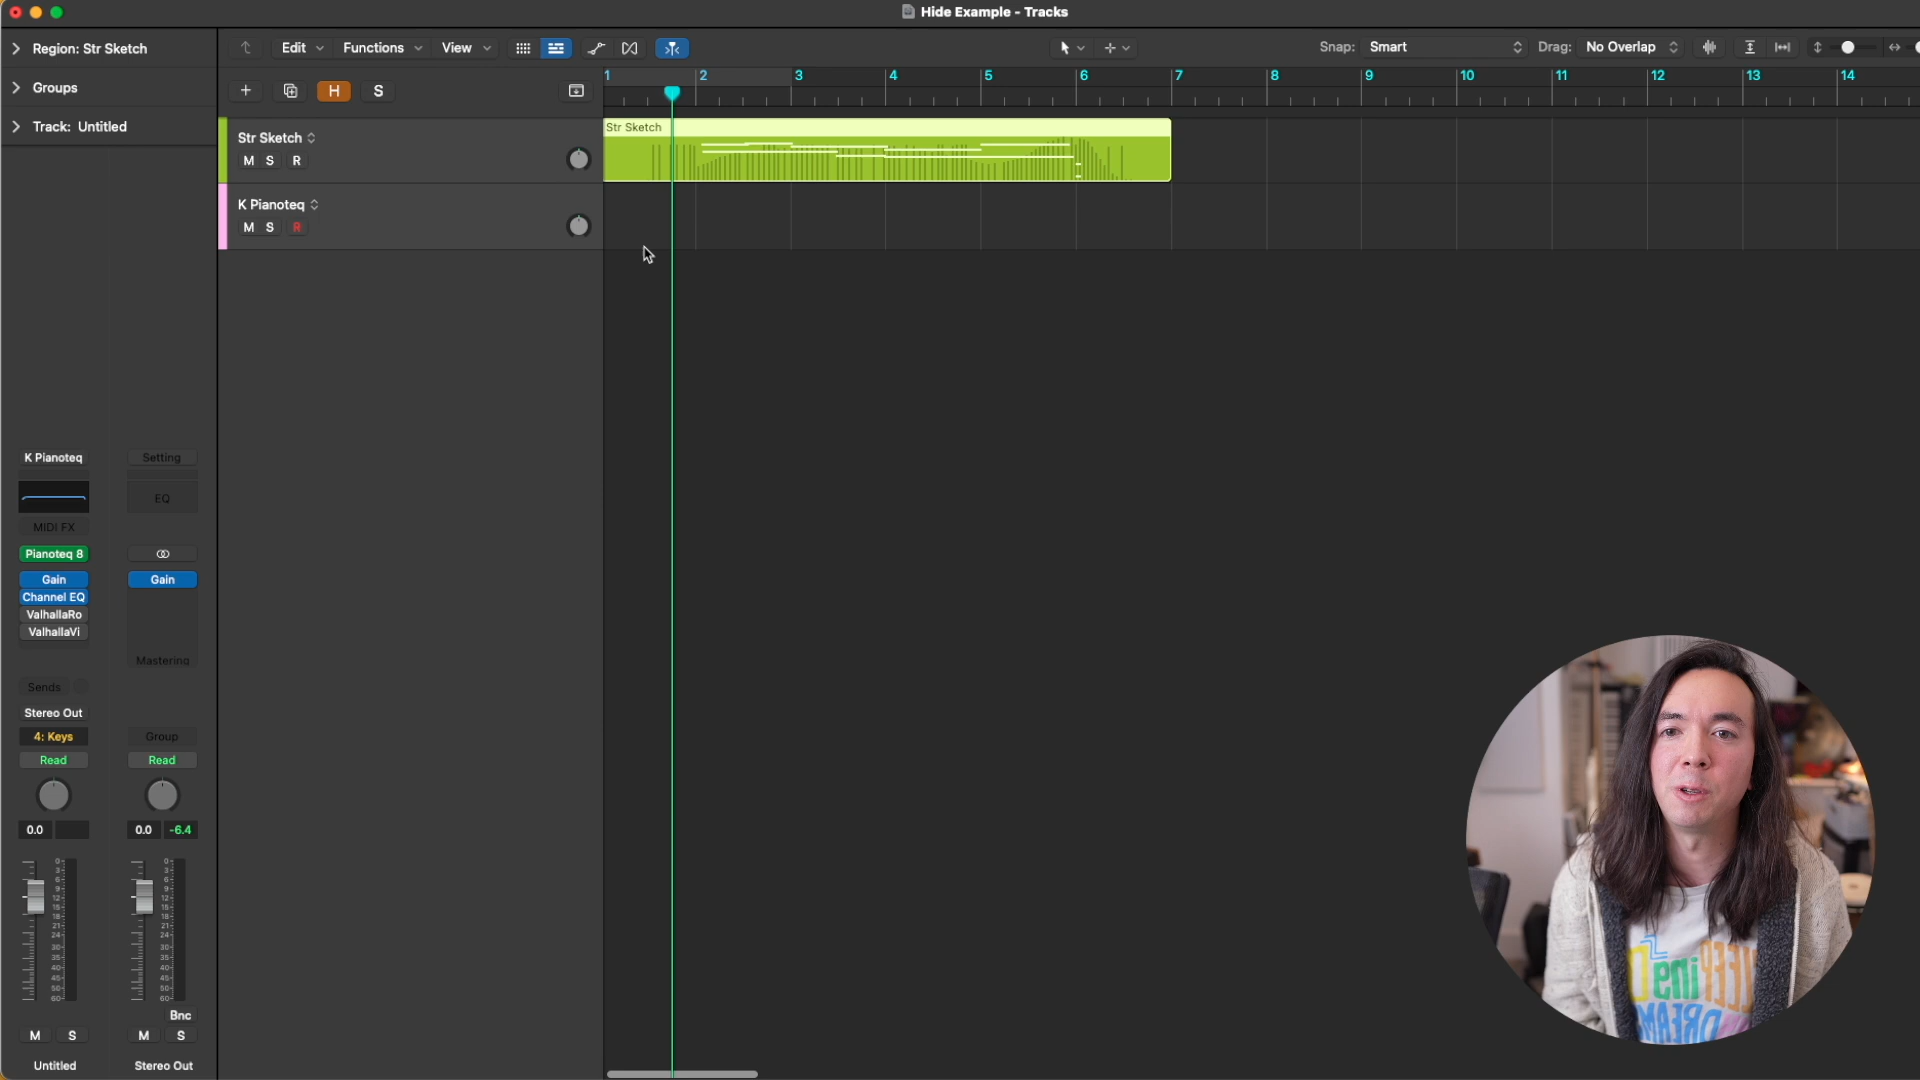 Hide Example - Tracks
Region: Str Sketch
Edit
Functions
View
Snap: Smart
Drag: No Overlap
Groups
H
S
1 2 3 4 5 6 7 8 9 10 11 12 13 14
Track: Untitled
Str Sketch
M S R
Str Sketch
K Pianoteq
M S R
K Pianoteq
Setting
EQ
MIDI FX
Pianoteq 8
Gain
Gain
Channel EQ
ValhallaRo
ValhallaVi
Mastering
Sends
Stereo Out
4: Keys
Group
Read
Read
0.0
0.0 -6.4
Bnc
M S
M S
Untitled
Stereo Out